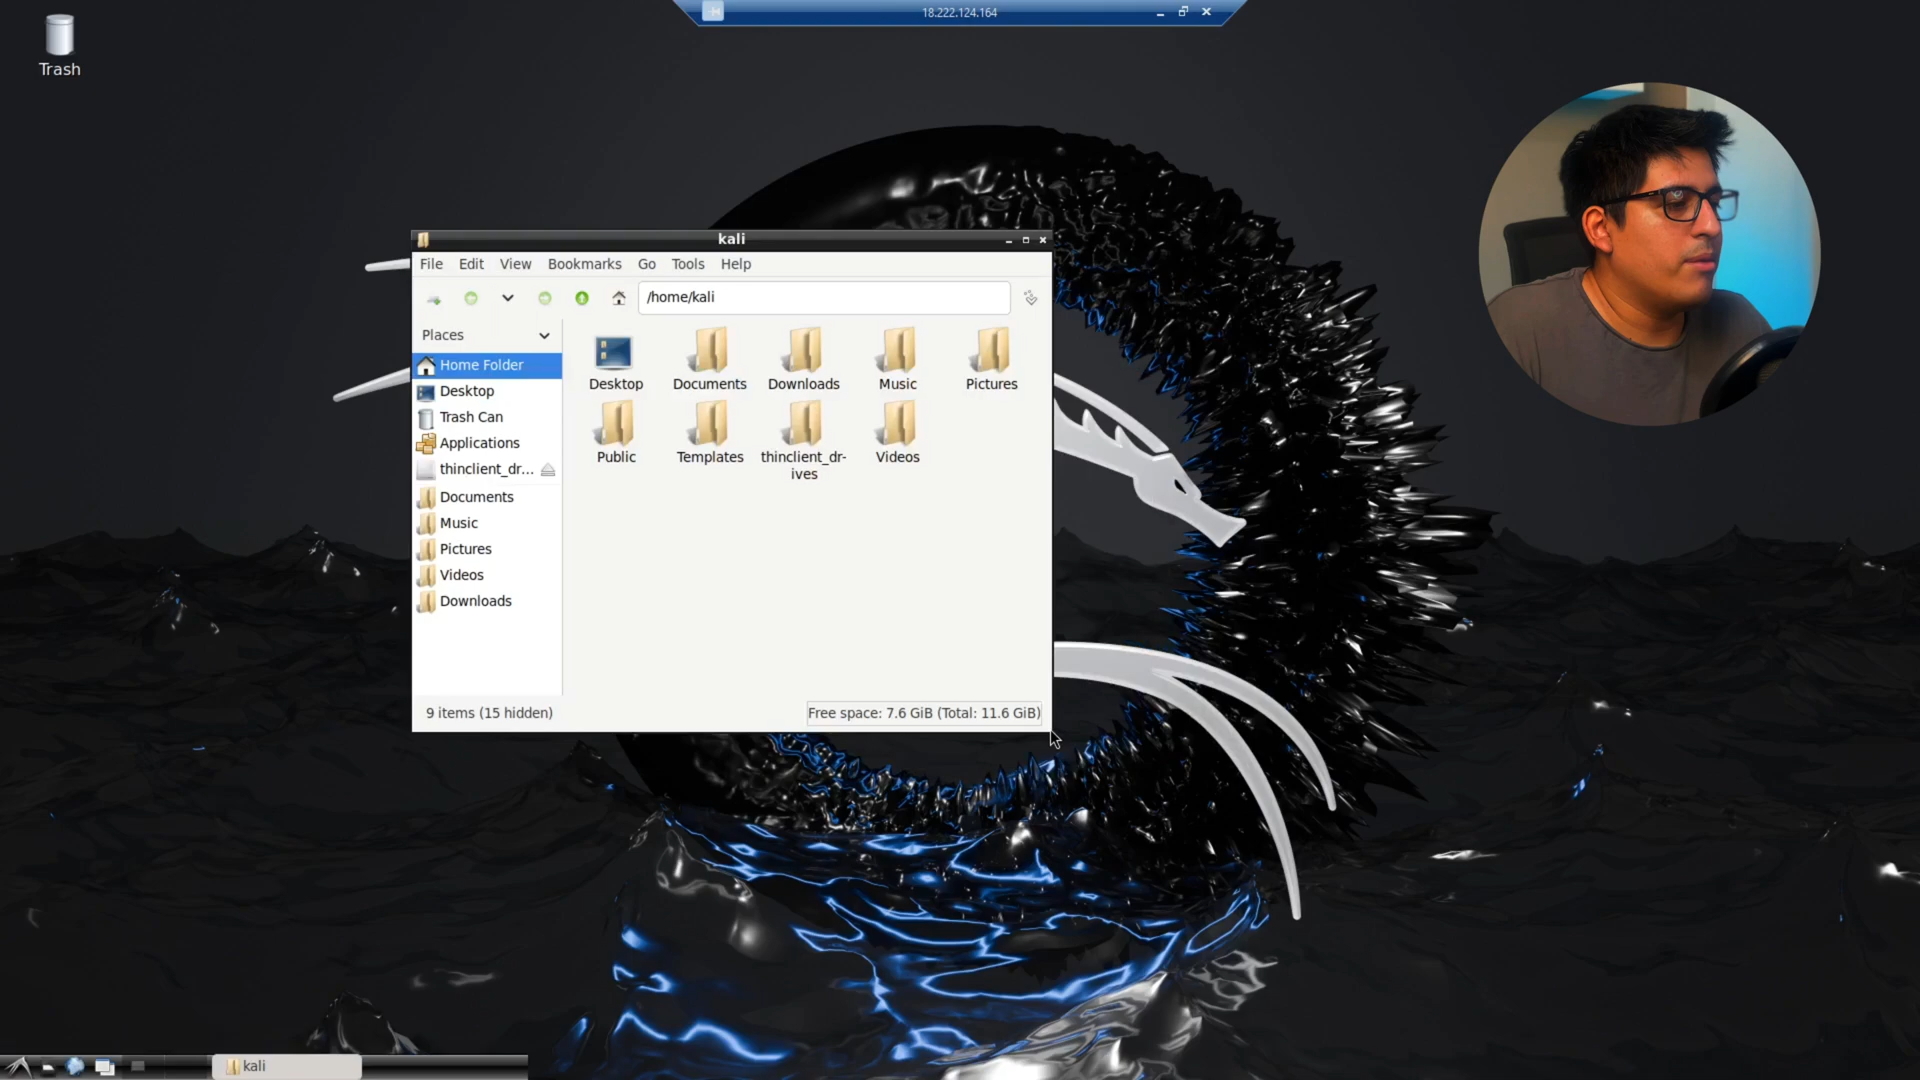 18.222.124.164
Trash
kali
File Edit View Bookmarks Go Tools Help
/home/kali
Places
Home Folder
Desktop
Trash Can
Applications
thinclient_dr...
Documents
Music
Pictures
Videos
Downloads
Desktop Documents Downloads Music Pictures
Public Templates thinclient_dr-
ives Videos
9 items (15 hidden) Free space: 7.6 GiB (Total: 11.6 GiB)
kali